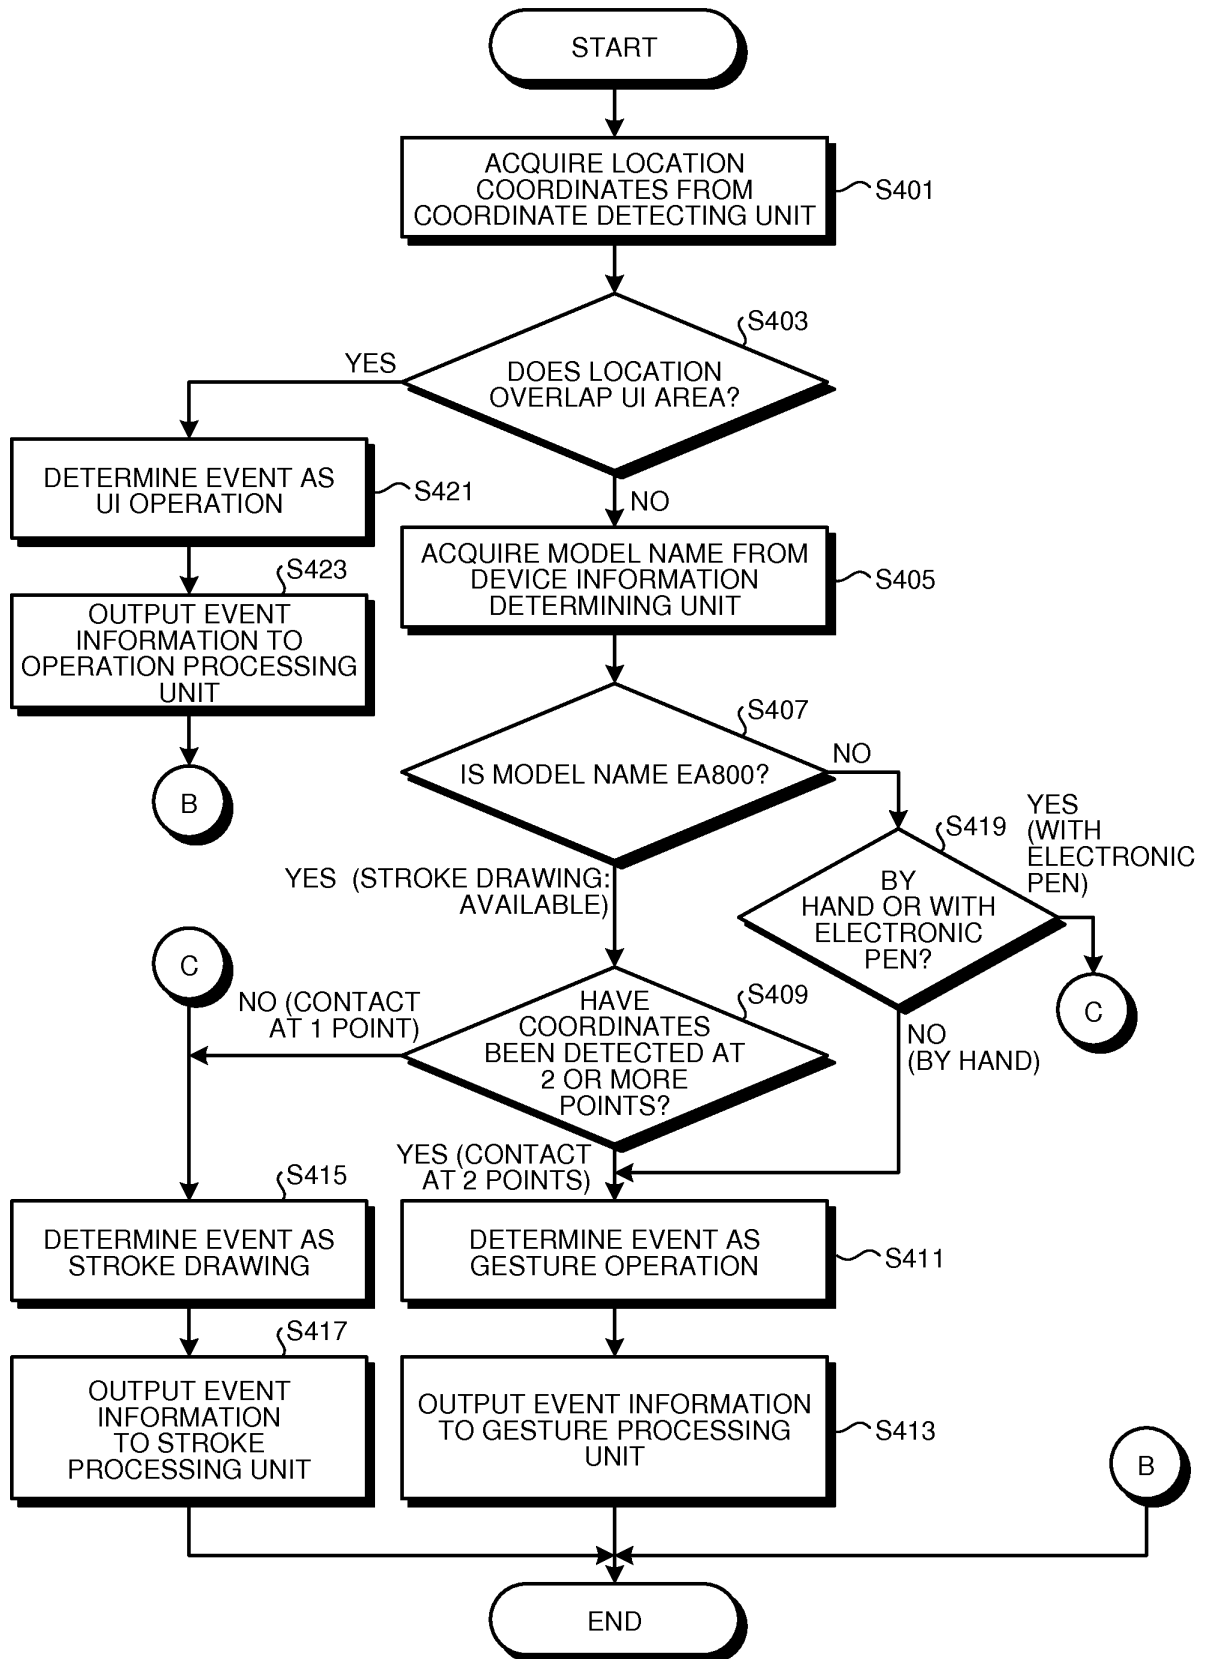 START
ACQUIRE LOCATION
COORDINATES FROM
COORDINATE DETECTING UNIT
S401
S403
DOES LOCATION
OVERLAP UI AREA?
YES
NO
DETERMINE EVENT AS
UI OPERATION
S421
S423
OUTPUT EVENT
INFORMATION TO
OPERATION PROCESSING
UNIT
B
ACQUIRE MODEL NAME FROM
DEVICE INFORMATION
DETERMINING UNIT
S405
S407
IS MODEL NAME EA800?
NO
YES (STROKE DRAWING:
AVAILABLE)
S419
BY
HAND OR WITH
ELECTRONIC
PEN?
YES
(WITH
ELECTRONIC
PEN)
C
NO
(BY HAND)
C
S409
HAVE
COORDINATES
BEEN DETECTED AT
2 OR MORE
POINTS?
NO (CONTACT
AT 1 POINT)
YES (CONTACT
AT 2 POINTS)
S415
DETERMINE EVENT AS
STROKE DRAWING
DETERMINE EVENT AS
GESTURE OPERATION
S411
S417
OUTPUT EVENT
INFORMATION
TO STROKE
PROCESSING UNIT
OUTPUT EVENT INFORMATION
TO GESTURE PROCESSING
UNIT
S413
B
END